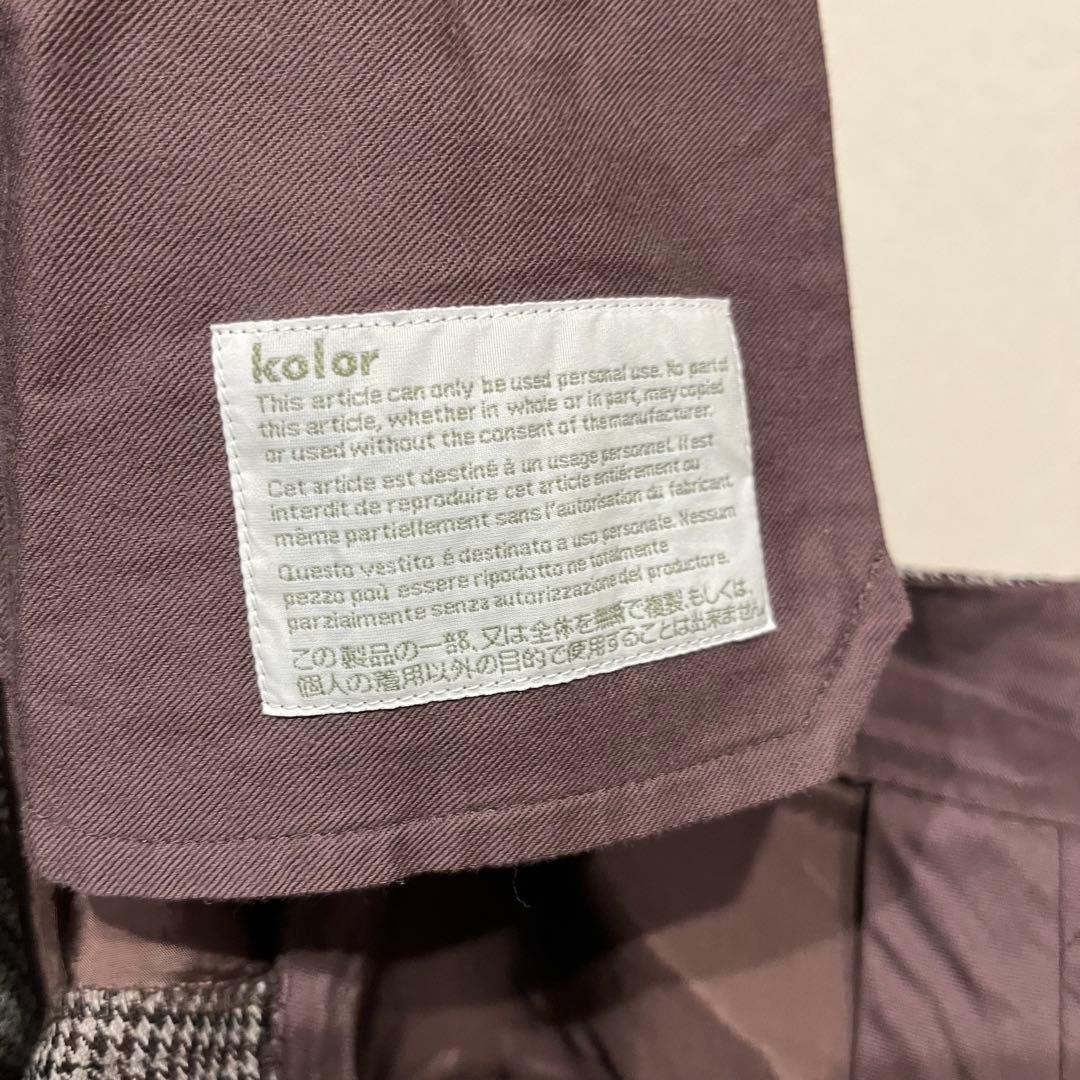 kolor
This article can only be used personal use. No part of
this article, whether in whole or in part, may copied
or used without the consent of the manufacturer.
Cet article est destiné à un usage personnel. Il est
interdit de reproduire cet article entiérement ou
même partiellement sans l'autorisation du fabricant.
Questo vestito é destinato a uso personale. Nessum
pezzo poú essere ripodotto ne totalmente
parziaimente senza autorizzazione del productore.
この製品の一部、又は全体を無断で複製、もしくは、
個人の着用以外の目的で使用することは出来ません